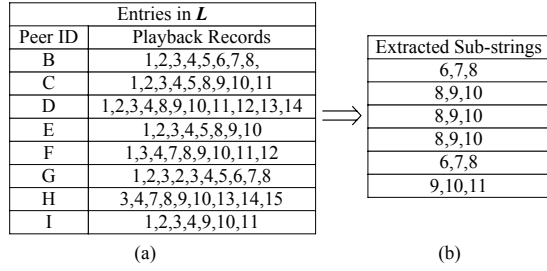 Entries in L
Peer ID Playback Records
B 1,2,3,4,5,6,7,8,
C 1,2,3,4,5,8,9,10,11
D 1,2,3,4,8,9,10,11,12,13,14
E 1,2,3,4,5,8,9,10
F 1,3,4,7,8,9,10,11,12
G 1,2,3,2,3,4,5,6,7,8
H 3,4,7,8,9,10,13,14,15
I 1,2,3,4,9,10,11
(a)
Extracted Sub-strings
6,7,8
8,9,10
8,9,10
8,9,10
6,7,8
9,10,11
(b)